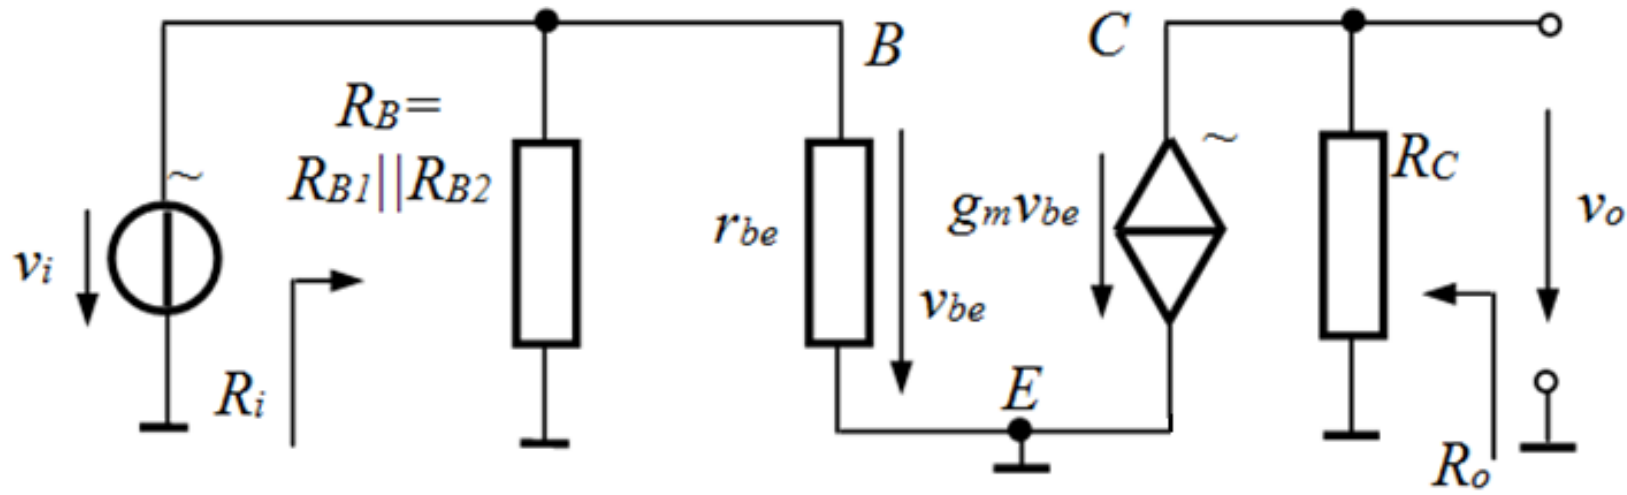 B
C
R_B=
R_B1||R_B2
~
~
R_C
v_i
r_be
g_m v_be
v_o
v_be
R_i
E
R_o